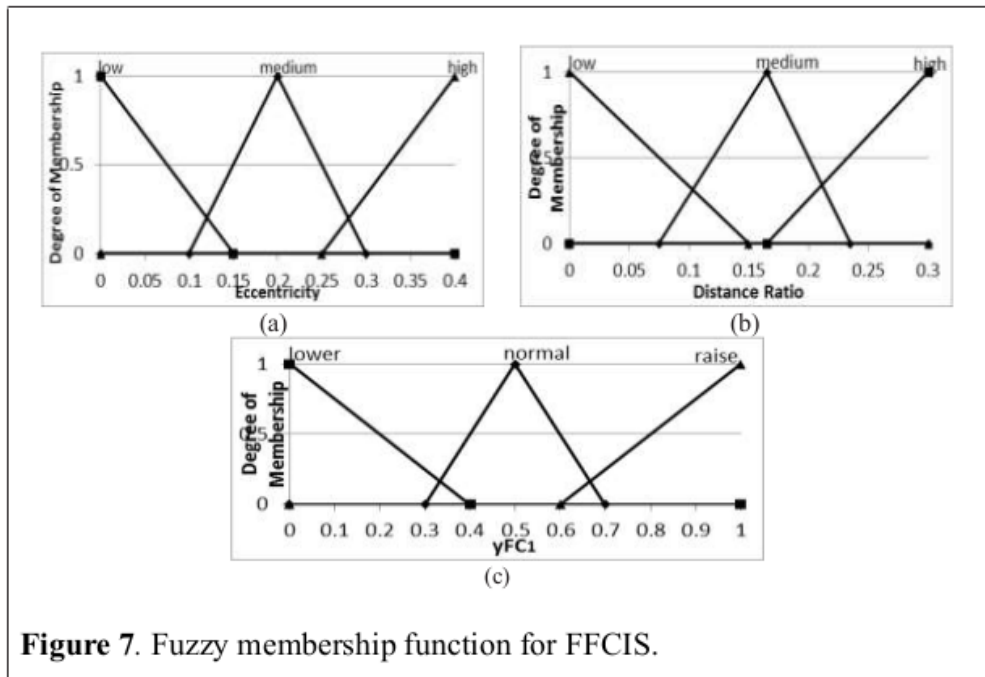 low medium high
1
0.5
0
Degree of Membership
0 0.05 0.1 0.15 0.2 0.25 0.3 0.35 0.4
Eccentricity
(a)
low medium high
1
0.5
0
Degree of
Membership
0 0.05 0.1 0.15 0.2 0.25 0.3
Distance Ratio
(b)
lower normal raise
1
0.5
0
Degree of
Membership
0 0.1 0.2 0.3 0.4 0.5 0.6 0.7 0.8 0.9 1
yFC1
(c)
Figure 7. Fuzzy membership function for FFCIS.